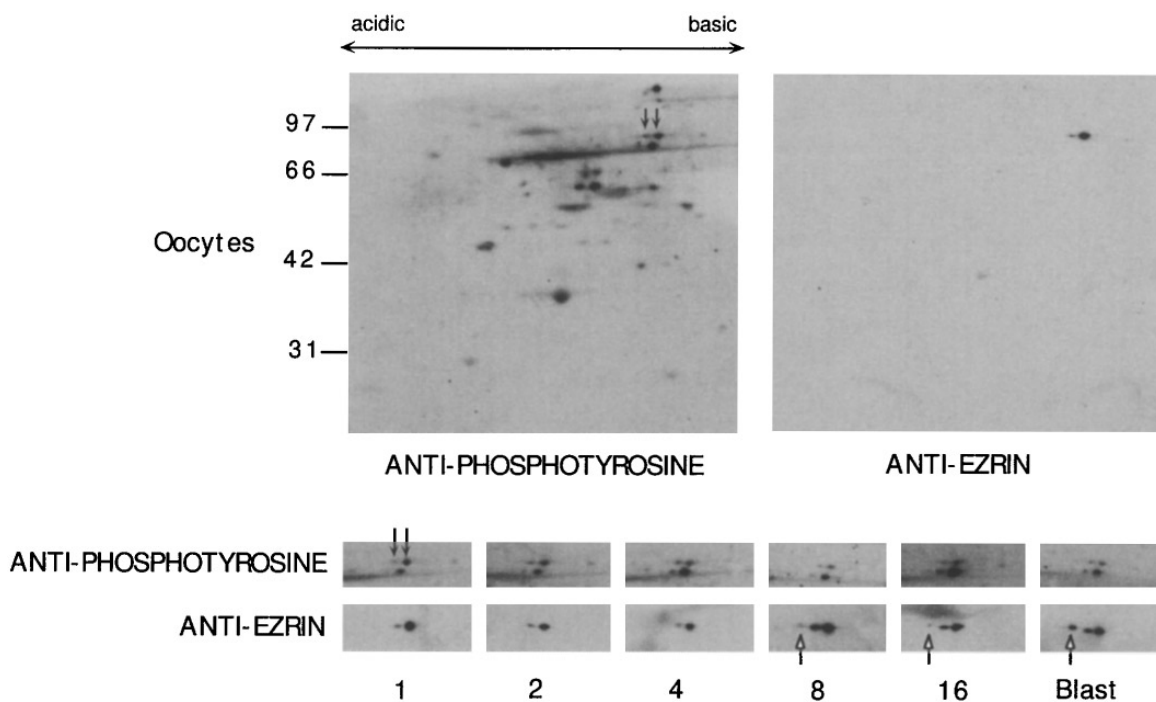 acidic basic
97
66
Oocytes
42
31
ANTI-PHOSPHOTYROSINE ANTI-EZRIN
ANTI-PHOSPHOTYROSINE
ANTI-EZRIN
1 2 4 8 16 Blast